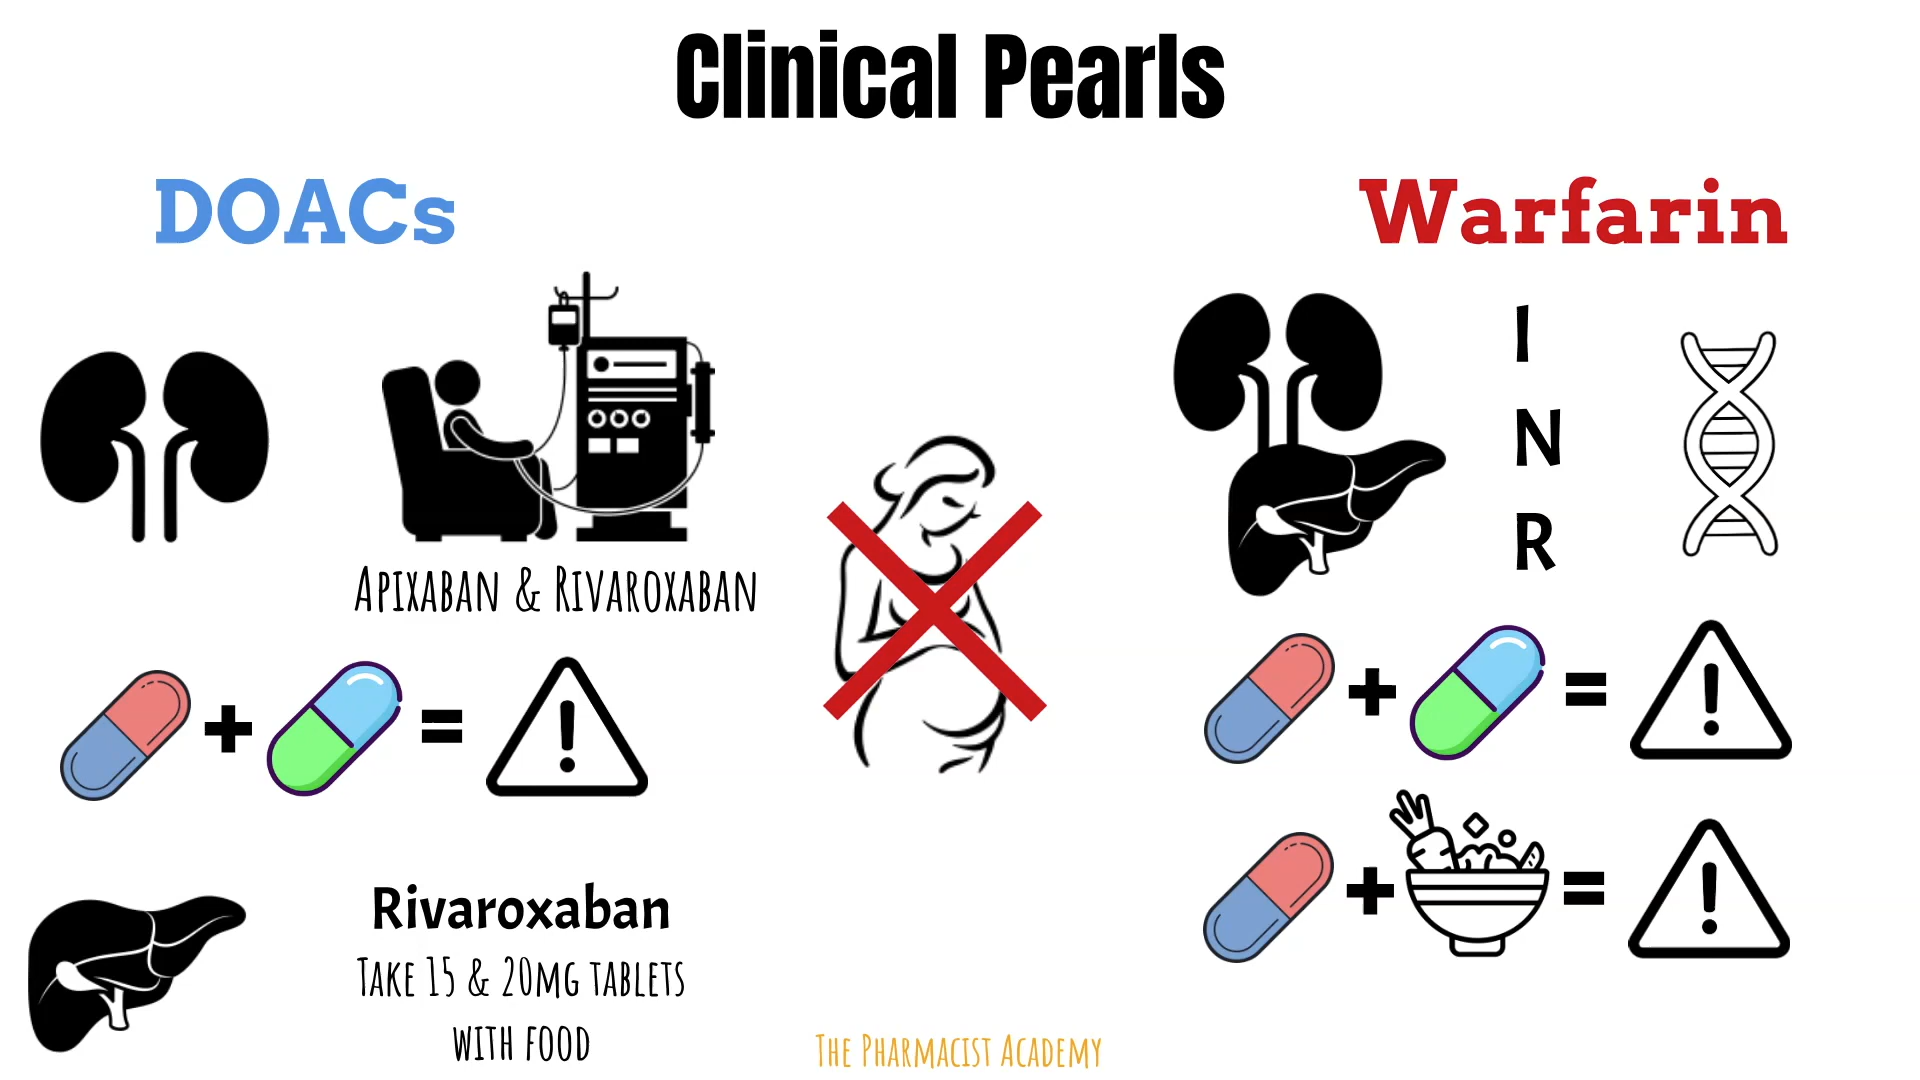 Clinical Pearls
DOACs
Apixaban & Rivaroxaban
+ = !
Rivaroxaban
Take 15 & 20mg tablets
with food
Warfarin
I
N
R
+ = !
+ = !
The Pharmacist Academy